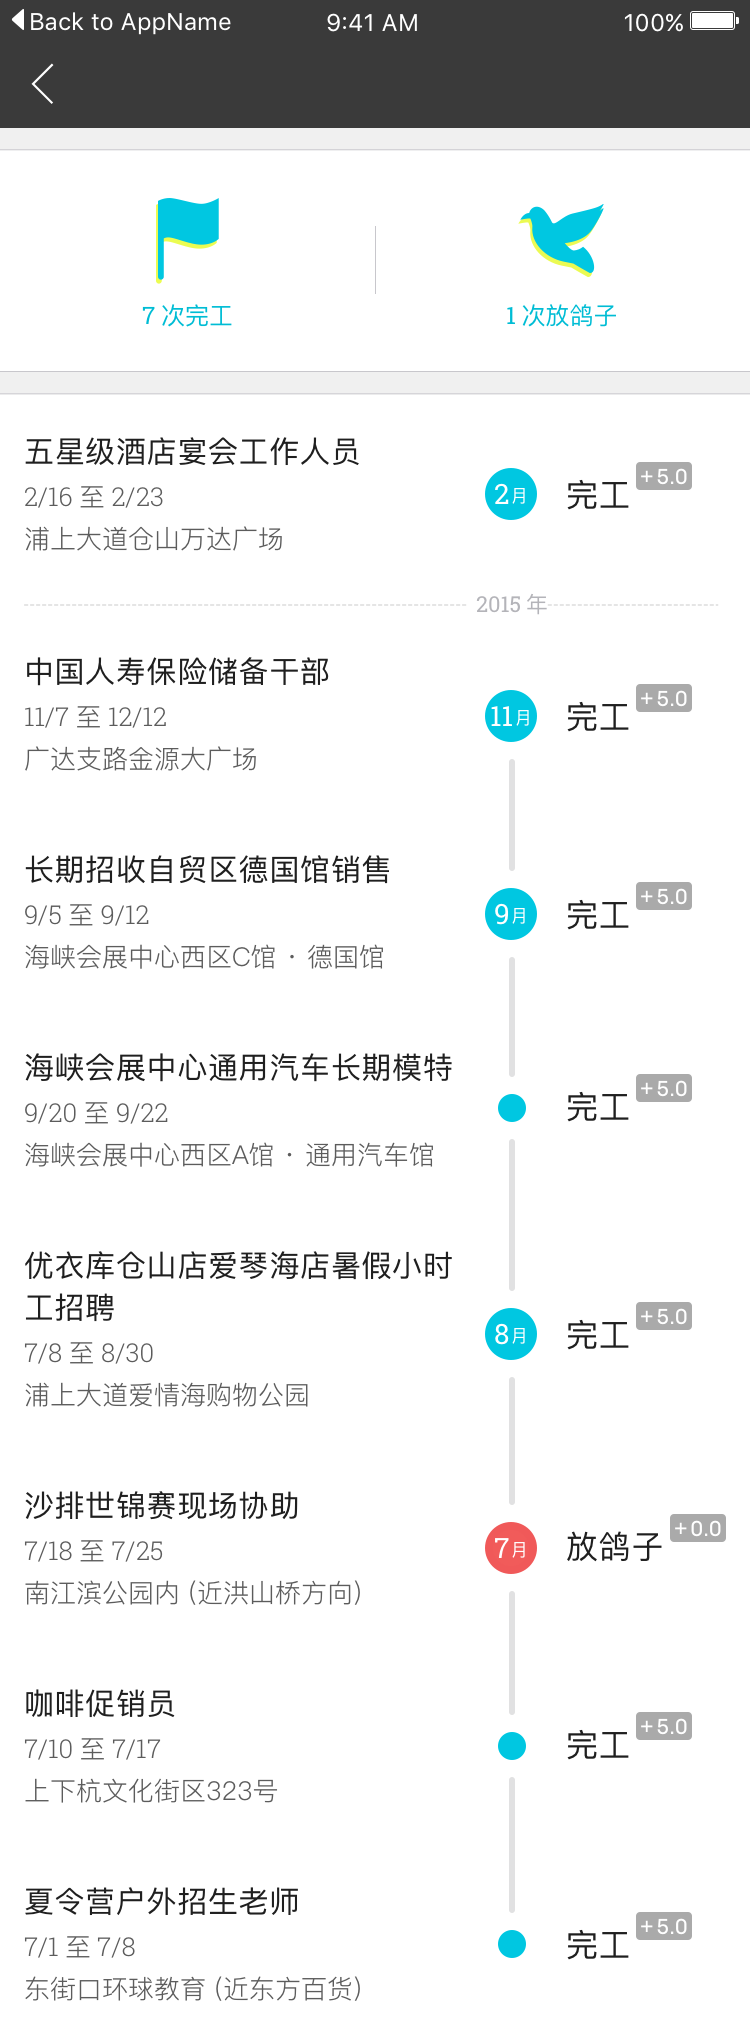 Back to AppName 9:41 AM 100%
7 次完工 1 次放鸽子
五星级酒店宴会工作人员
2/16 至 2/23
浦上大道仓山万达广场
2月 完工 +5.0
2015 年
中国人寿保险储备干部
11/7 至 12/12
广达支路金源大广场
11月 完工 +5.0
长期招收自贸区德国馆销售
9/5 至 9/12
海峡会展中心西区C馆 · 德国馆
9月 完工 +5.0
海峡会展中心通用汽车长期模特
9/20 至 9/22
海峡会展中心西区A馆 · 通用汽车馆
完工 +5.0
优衣库仓山店爱琴海店暑假小时
工招聘
7/8 至 8/30
浦上大道爱情海购物公园
8月 完工 +5.0
沙排世锦赛现场协助
7/18 至 7/25
南江滨公园内 (近洪山桥方向)
7月 放鸽子 +0.0
咖啡促销员
7/10 至 7/17
上下杭文化街区323号
完工 +5.0
夏令营户外招生老师
7/1 至 7/8
东街口环球教育 (近东方百货)
完工 +5.0